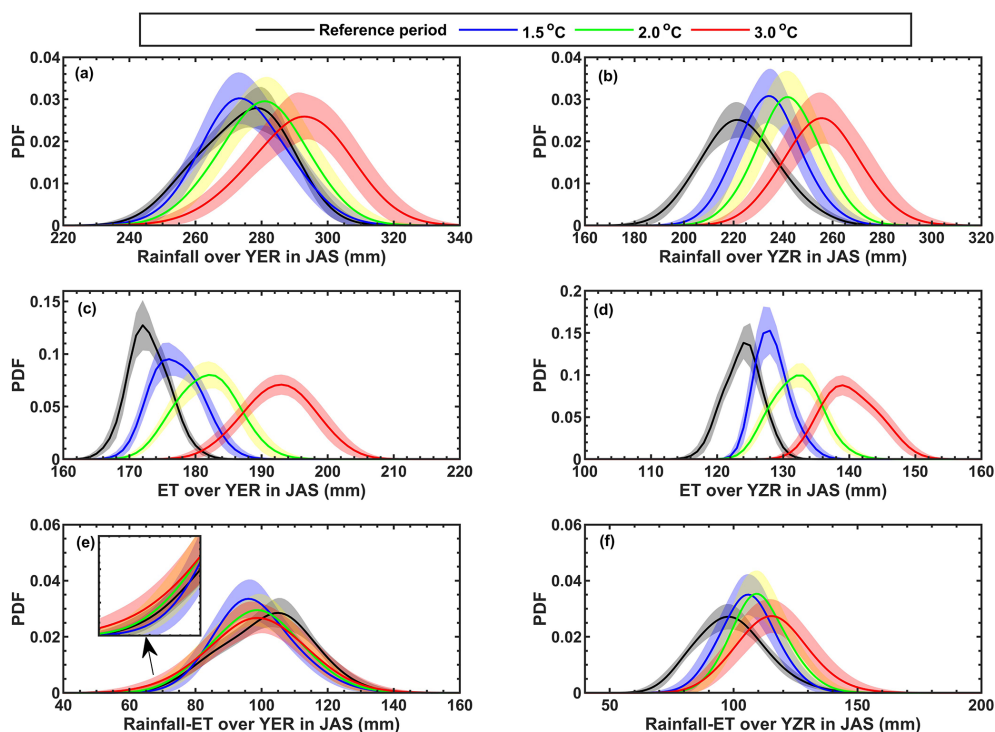 Reference period 1.5 °C 2.0 °C 3.0 °C
(a)
PDF
0.04
0.03
0.02
0.01
0
220 240 260 280 300 320 340
Rainfall over YER in JAS (mm)
(b)
PDF
0.04
0.03
0.02
0.01
0
160 180 200 220 240 260 280 300 320
Rainfall over YZR in JAS (mm)
(c)
PDF
0.15
0.1
0.05
0
160 170 180 190 200 210 220
ET over YER in JAS (mm)
(d)
PDF
0.2
0.15
0.1
0.05
0
100 110 120 130 140 150 160
ET over YZR in JAS (mm)
(e)
PDF
0.06
0.04
0.02
0
40 60 80 100 120 140 160
Rainfall-ET over YER in JAS (mm)
(f)
PDF
0.06
0.04
0.02
0
50 100 150 200
Rainfall-ET over YZR in JAS (mm)